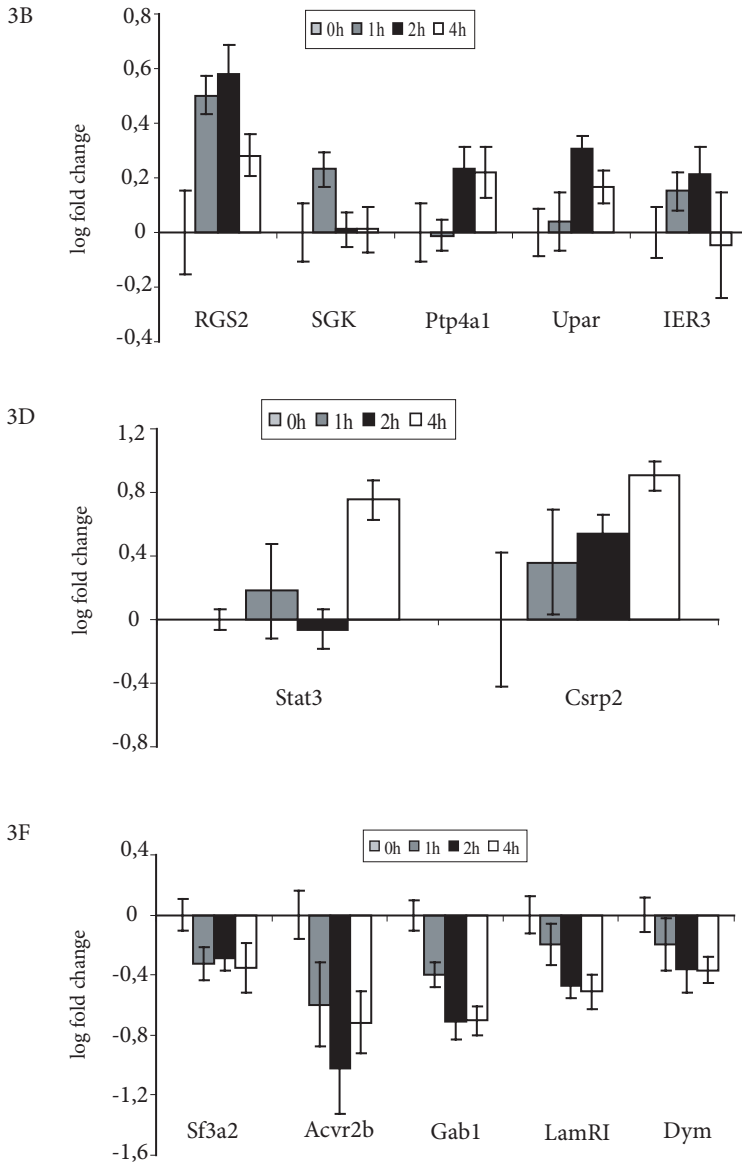 3B
0h 1h 2h 4h
log fold change
0,8
0,6
0,4
0,2
0
-0,2
-0,4
RGS2 SGK Ptp4a1 Upar IER3
3D
0h 1h 2h 4h
log fold change
1,2
0,8
0,4
0
-0,4
-0,8
Stat3 Csrp2
3F
0h 1h 2h 4h
log fold change
0,4
0
-0,4
-0,8
-1,2
-1,6
Sf3a2 Acvr2b Gab1 LamRI Dym